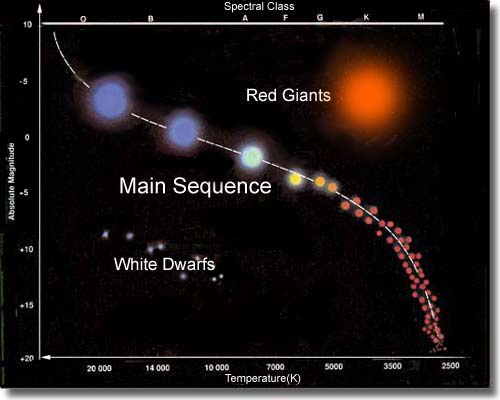 Spectral Class
O B A F G K M
10
-5
0
+5
+10
+15
+20
Absolute Magnitude
Red Giants
Main Sequence
White Dwarfs
20 000 14 000 10 000 7000 5000 3500 2500
Temperature(K)